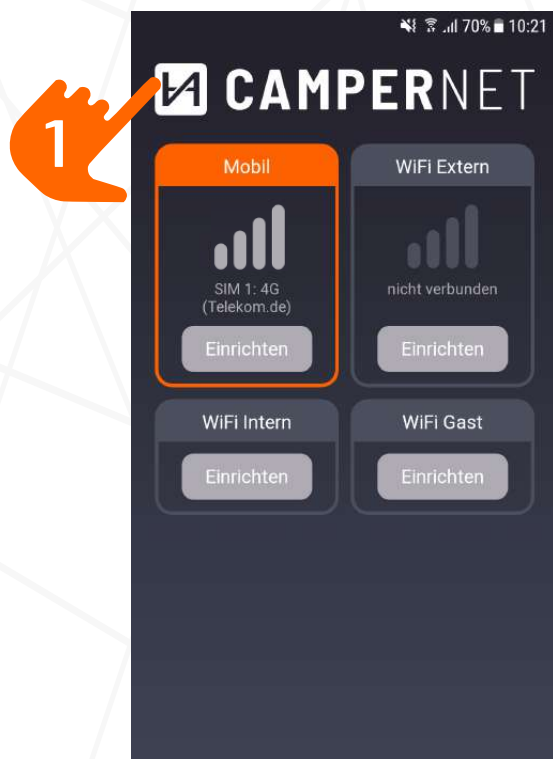 70% 10:21
CAMPERNET
1
Mobil
WiFi Extern
SIM 1: 4G
(Telekom.de)
nicht verbunden
Einrichten
Einrichten
WiFi Intern
WiFi Gast
Einrichten
Einrichten